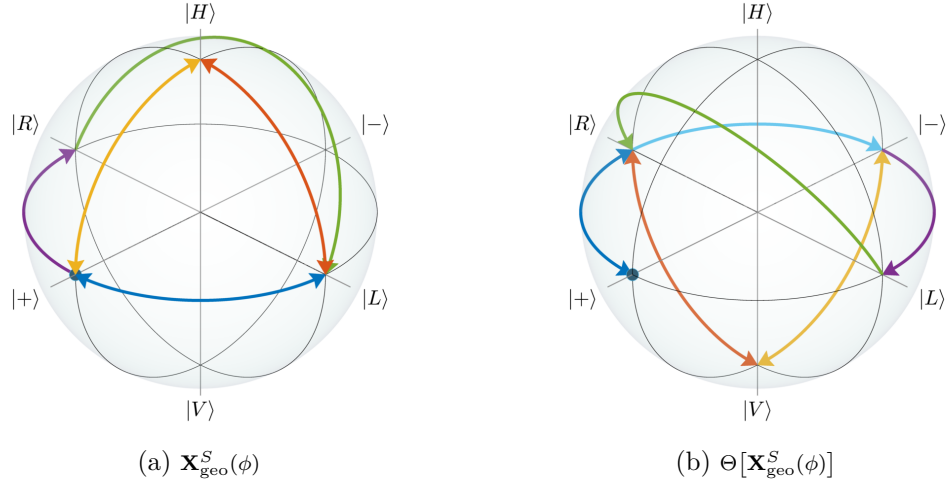 |H⟩ |H⟩
|R⟩ |−⟩ |R⟩ |−⟩
|+⟩ |L⟩ |+⟩ |L⟩
|V⟩ |V⟩
(a) X^S_geo(ϕ) (b) Θ[X^S_geo(ϕ)]